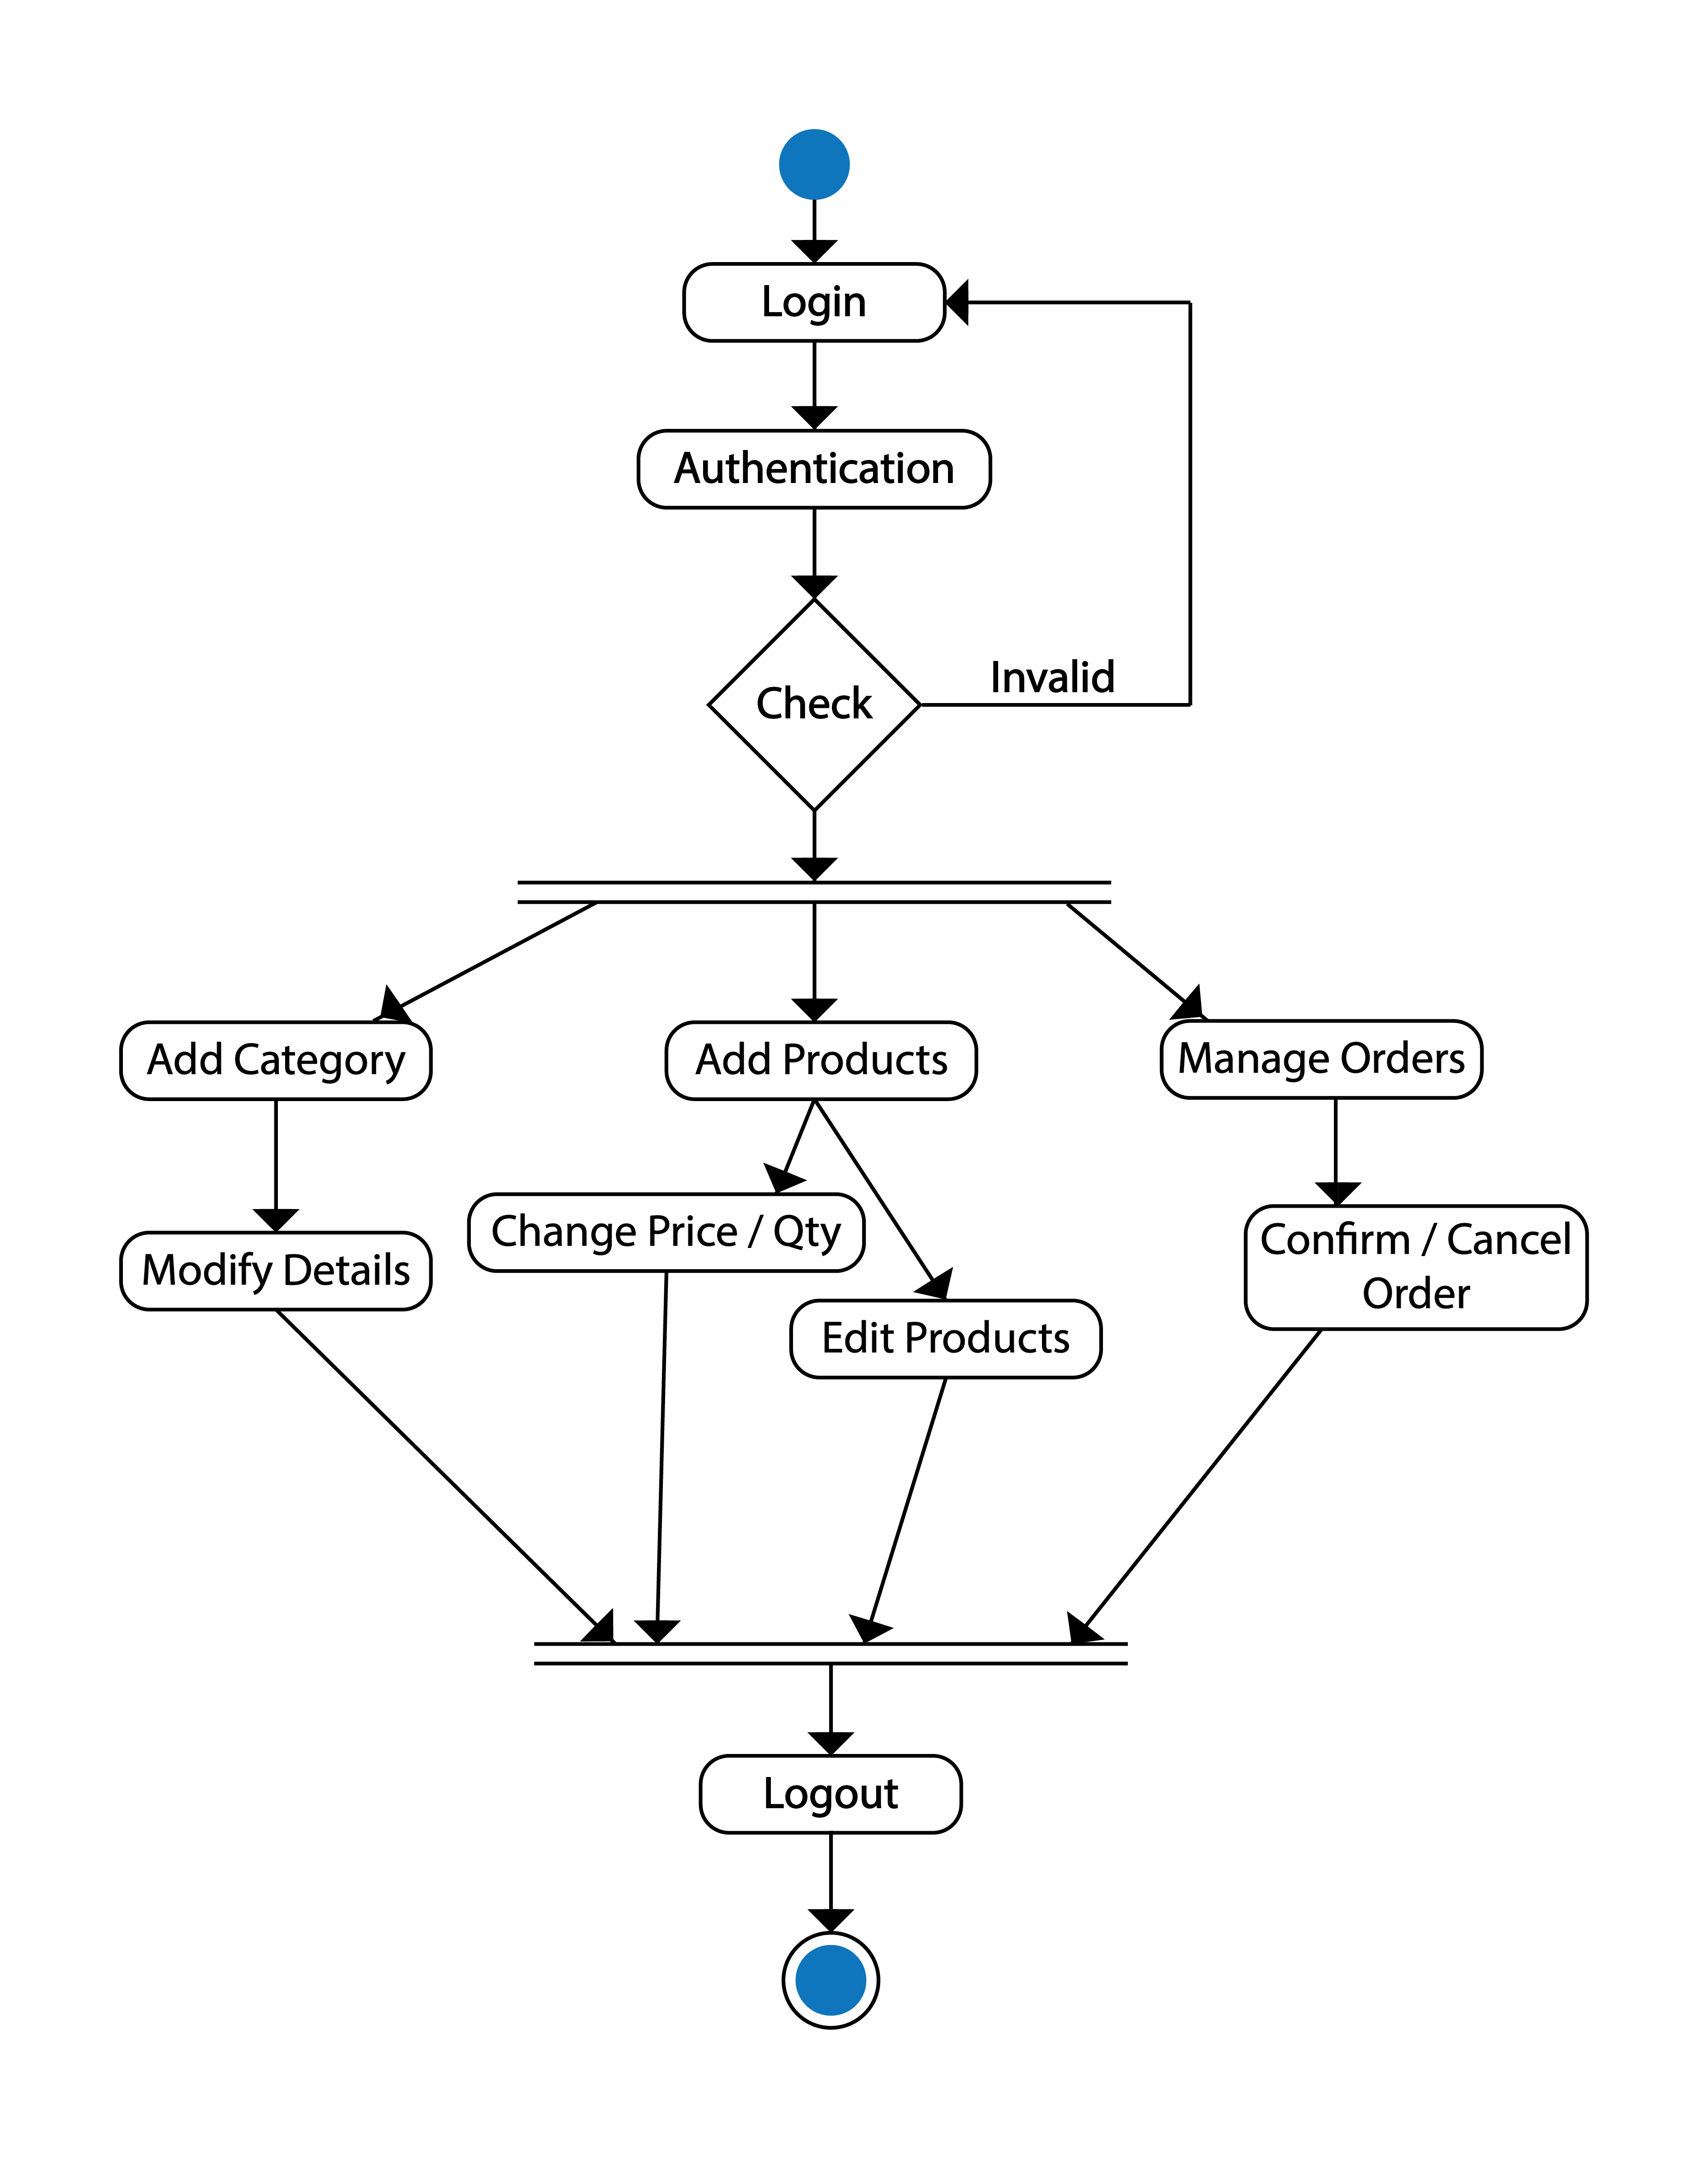 Login
Authentication
Check
Invalid
Add Category
Add Products
Manage Orders
Modify Details
Change Price / Qty
Edit Products
Confirm / Cancel
Order
Logout